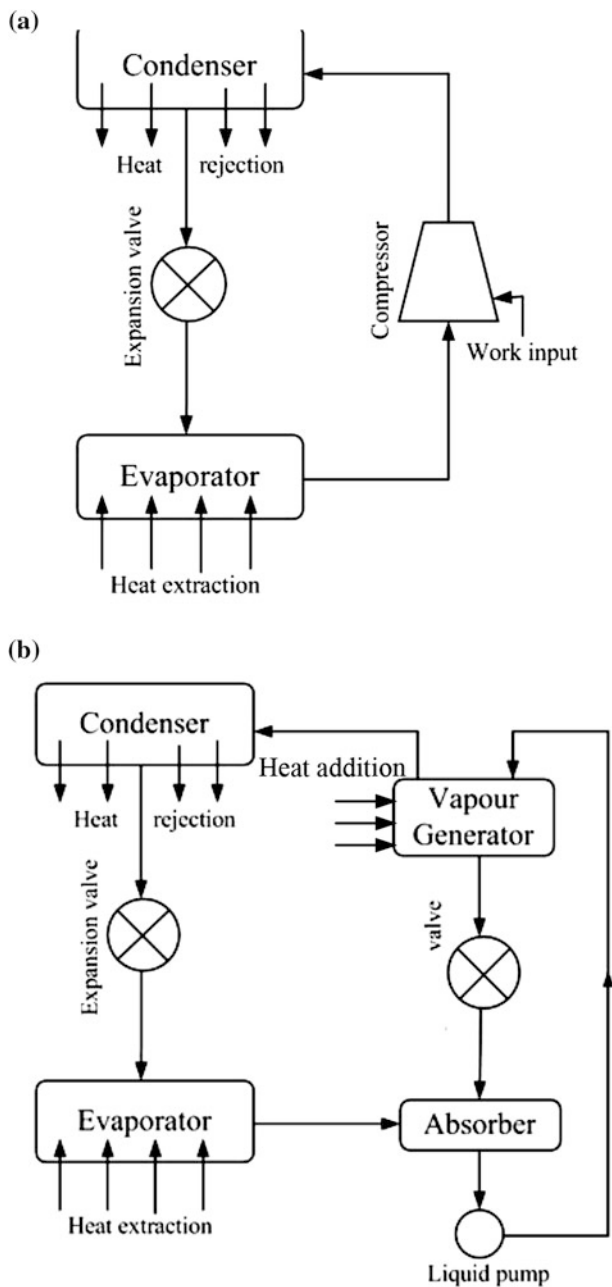 (a)
Condenser
Heat rejection
Expansion valve
Compressor
Work input
Evaporator
Heat extraction
(b)
Condenser
Heat addition
Heat rejection
Vapour
Generator
Expansion valve
valve
Evaporator
Absorber
Heat extraction
Liquid pump